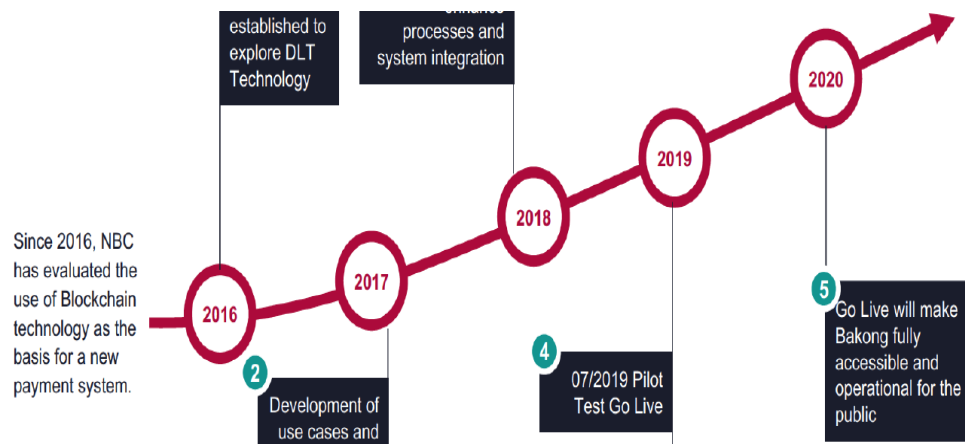 established to
explore DLT
Technology
processes and
system integration
2020
2019
2018
2017
2016
Since 2016, NBC
has evaluated the
use of Blockchain
technology as the
basis for a new
payment system.
2
Development of
use cases and
4
07/2019 Pilot
Test Go Live
5
Go Live will make
Bakong fully
accessible and
operational for the
public